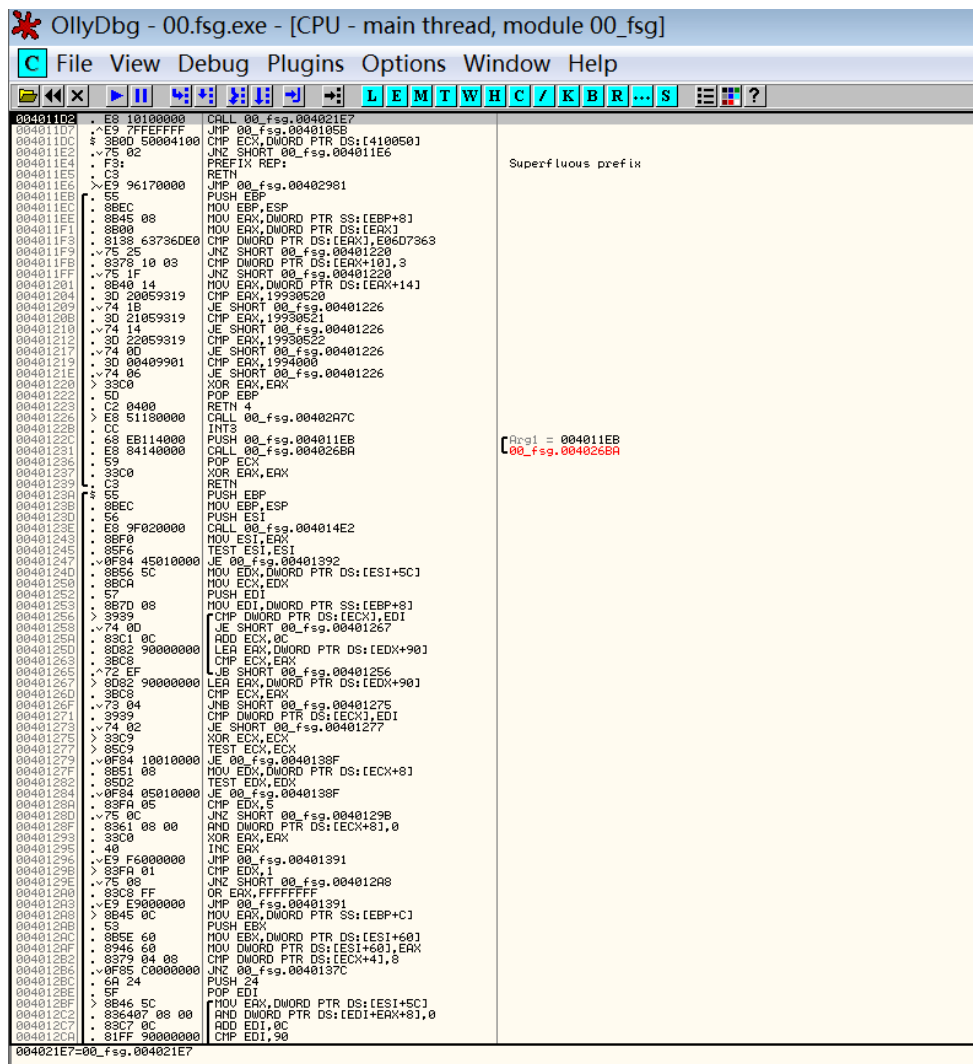 OllyDbg - 00.fsg.exe - [CPU - main thread, module 00_fsg]
C File View Debug Plugins Options Window Help
L E M T W H C / K B R ... S ?
004011D2 . E8 10100000 CALL 00_fsg.004021E7
004011D7 .^E9 7FFEFFFF JMP 00_fsg.0040105B
004011DC $ 3B0D 50004100 CMP ECX,DWORD PTR DS:[410050]
004011E2 .v75 02 JNZ SHORT 00_fsg.004011E6
004011E4 . F3: PREFIX REP: Superfluous prefix
004011E5 . C3 RETN
004011E6 >vE9 96170000 JMP 00_fsg.00402981
004011EB . 55 PUSH EBP
004011EC . 8BEC MOV EBP,ESP
004011EE . 8B45 08 MOV EAX,DWORD PTR SS:[EBP+8]
004011F1 . 8B00 MOV EAX,DWORD PTR DS:[EAX]
004011F3 . 8138 63736DE0 CMP DWORD PTR DS:[EAX],E06D7363
004011F9 .v75 25 JNZ SHORT 00_fsg.00401220
004011FB . 8378 10 03 CMP DWORD PTR DS:[EAX+10],3
004011FF .v75 1F JNZ SHORT 00_fsg.00401220
00401201 . 8B40 14 MOV EAX,DWORD PTR DS:[EAX+14]
00401204 . 3D 20059319 CMP EAX,19930520
00401209 .v74 1B JE SHORT 00_fsg.00401226
0040120B . 3D 21059319 CMP EAX,19930521
00401210 .v74 14 JE SHORT 00_fsg.00401226
00401212 . 3D 22059319 CMP EAX,19930522
00401217 .v74 0D JE SHORT 00_fsg.00401226
00401219 . 3D 00409901 CMP EAX,1994000
0040121E .v74 06 JE SHORT 00_fsg.00401226
00401220 > 33C0 XOR EAX,EAX
00401222 . 5D POP EBP
00401223 . C2 0400 RETN 4
00401226 > E8 51180000 CALL 00_fsg.00402A7C
0040122B . CC INT3
0040122C . 68 EB114000 PUSH 00_fsg.004011EB Arg1 = 004011EB
00401231 . E8 84140000 CALL 00_fsg.004026BA 00_fsg.004026BA
00401236 . 59 POP ECX
00401237 . 33C0 XOR EAX,EAX
00401239 . C3 RETN
0040123A $ 55 PUSH EBP
0040123B . 8BEC MOV EBP,ESP
0040123D . 56 PUSH ESI
0040123E . E8 9F020000 CALL 00_fsg.004014E2
00401243 . 8BF0 MOV ESI,EAX
00401245 . 85F6 TEST ESI,ESI
00401247 .v0F84 45010000 JE 00_fsg.00401392
0040124D . 8B56 5C MOV EDX,DWORD PTR DS:[ESI+5C]
00401250 . 8BCA MOV ECX,EDX
00401252 . 57 PUSH EDI
00401253 . 8B7D 08 MOV EDI,DWORD PTR SS:[EBP+8]
00401256 > 3939 CMP DWORD PTR DS:[ECX],EDI
00401258 .v74 0D JE SHORT 00_fsg.00401267
0040125A . 83C1 0C ADD ECX,0C
0040125D . 8D82 90000000 LEA EAX,DWORD PTR DS:[EDX+90]
00401263 . 3BC8 CMP ECX,EAX
00401265 .^72 EF JB SHORT 00_fsg.00401256
00401267 > 8D82 90000000 LEA EAX,DWORD PTR DS:[EDX+90]
0040126D . 3BC8 CMP ECX,EAX
0040126F .v73 04 JNB SHORT 00_fsg.00401275
00401271 . 3939 CMP DWORD PTR DS:[ECX],EDI
00401273 .v74 02 JE SHORT 00_fsg.00401277
00401275 > 33C9 XOR ECX,ECX
00401277 > 85C9 TEST ECX,ECX
00401279 .v0F84 10010000 JE 00_fsg.0040138F
0040127F . 8B51 08 MOV EDX,DWORD PTR DS:[ECX+8]
00401282 . 85D2 TEST EDX,EDX
00401284 .v0F84 05010000 JE 00_fsg.0040138F
0040128A . 83FA 05 CMP EDX,5
0040128D .v75 0C JNZ SHORT 00_fsg.0040129B
0040128F . 8361 08 00 AND DWORD PTR DS:[ECX+8],0
00401293 . 33C0 XOR EAX,EAX
00401295 . 40 INC EAX
00401296 .vE9 F6000000 JMP 00_fsg.00401391
0040129B > 83FA 01 CMP EDX,1
0040129E .v75 08 JNZ SHORT 00_fsg.004012A8
004012A0 . 83C8 FF OR EAX,FFFFFFFF
004012A3 .vE9 E9000000 JMP 00_fsg.00401391
004012A8 > 8B45 0C MOV EAX,DWORD PTR SS:[EBP+C]
004012AB . 53 PUSH EBX
004012AC . 8B5E 60 MOV EBX,DWORD PTR DS:[ESI+60]
004012AF . 8946 60 MOV DWORD PTR DS:[ESI+60],EAX
004012B2 . 8379 04 08 CMP DWORD PTR DS:[ECX+4],8
004012B6 .v0F85 C0000000 JNZ 00_fsg.0040137C
004012BC . 6A 24 PUSH 24
004012BE . 5F POP EDI
004012BF > 8B46 5C MOV EAX,DWORD PTR DS:[ESI+5C]
004012C2 . 836407 08 00 AND DWORD PTR DS:[EDI+EAX+8],0
004012C7 . 83C7 0C ADD EDI,0C
004012CA . 81FF 90000000 CMP EDI,90
004021E7=00_fsg.004021E7